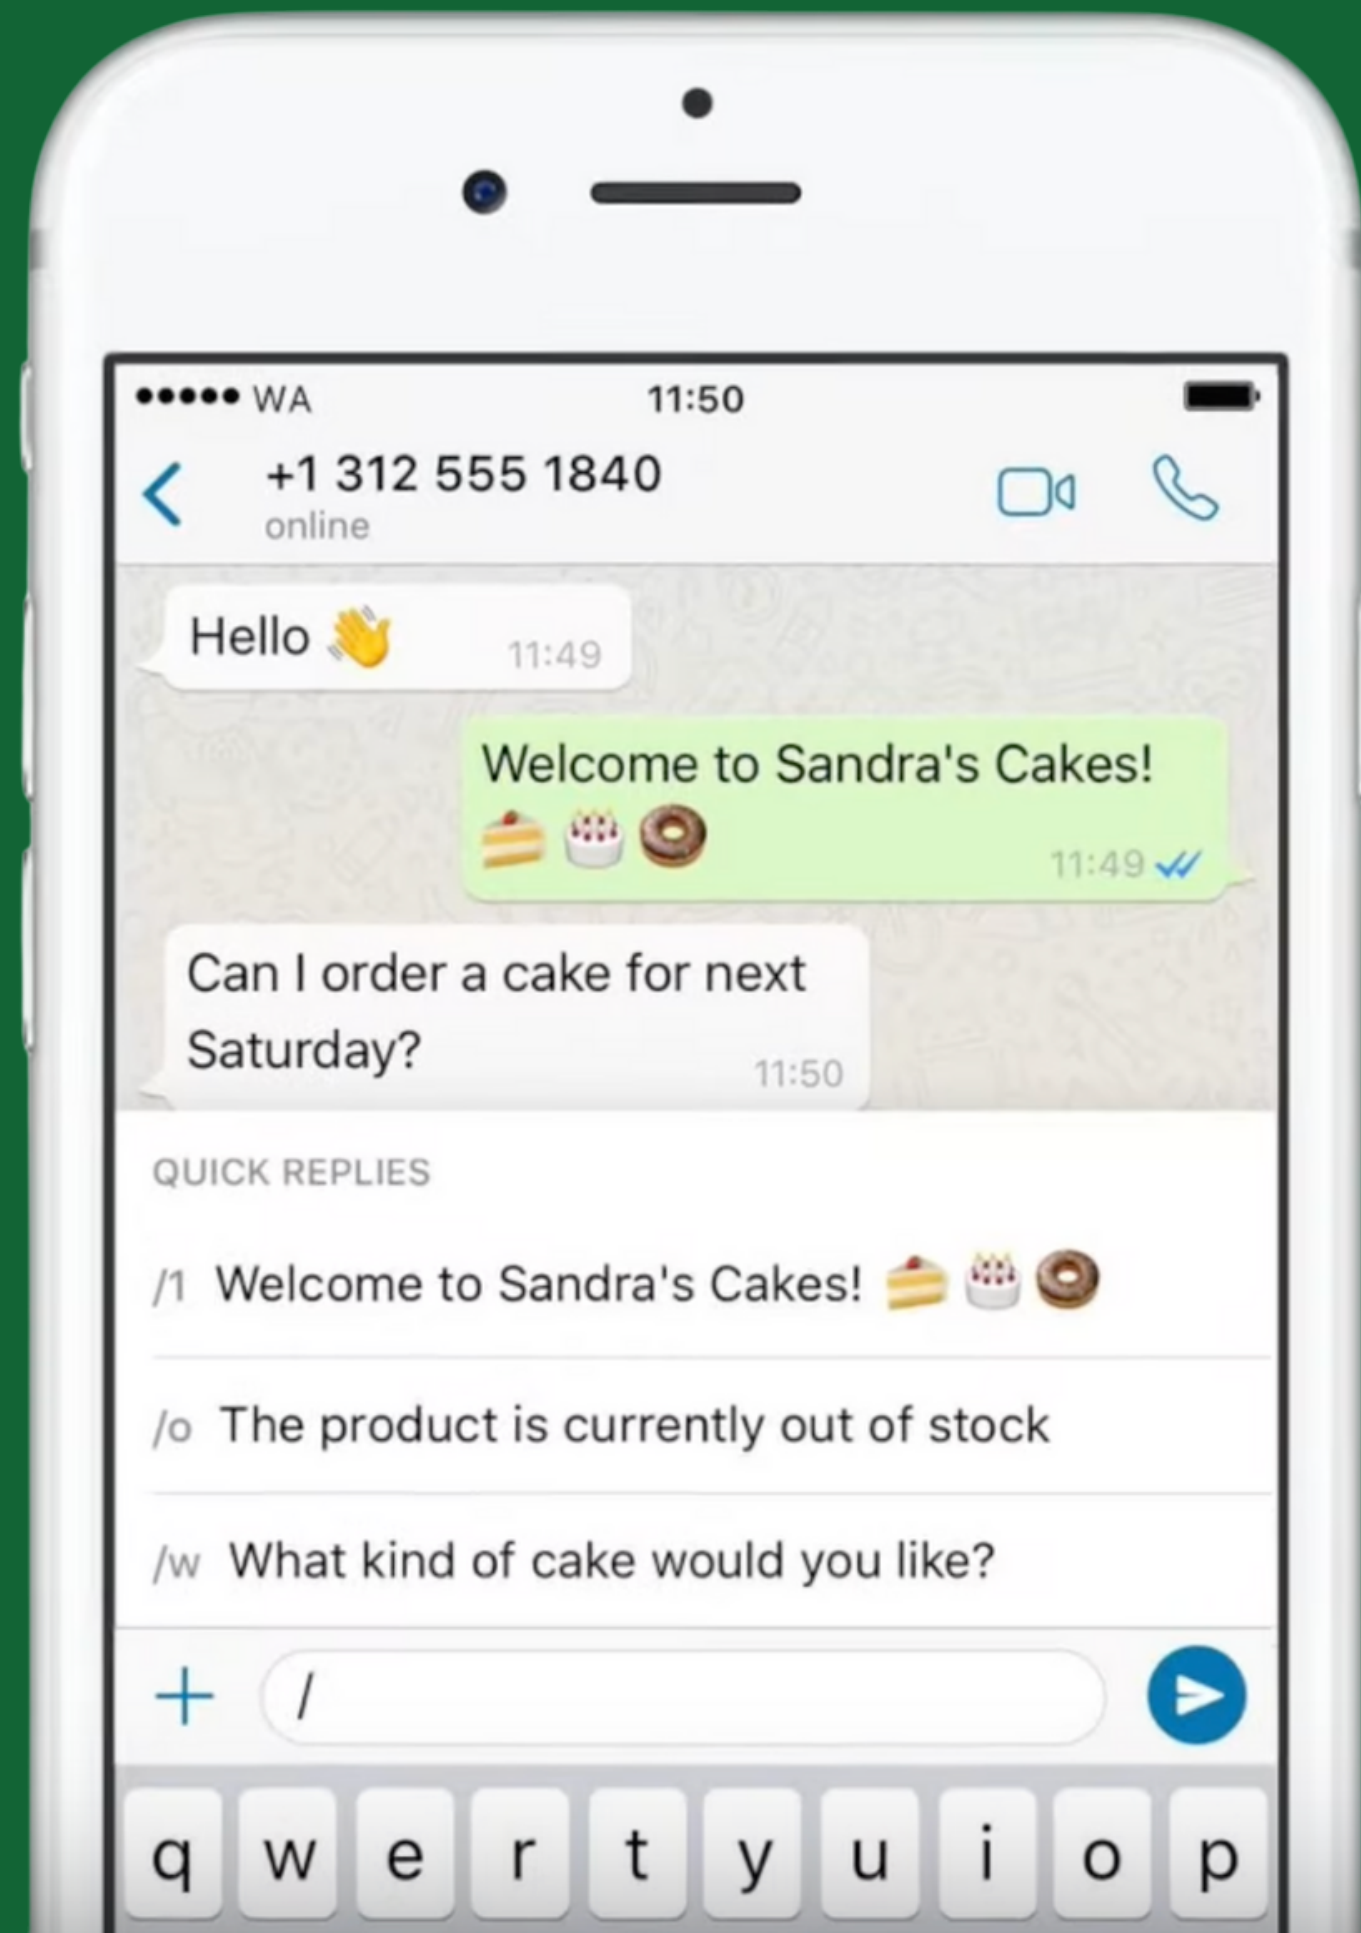 ••••• WA 11:50
+1 312 555 1840
online
Hello 👋 11:49
Welcome to Sandra's Cakes!
🍰 🎂 🍩 11:49
Can I order a cake for next
Saturday? 11:50
QUICK REPLIES
/1 Welcome to Sandra's Cakes! 🍰 🎂 🍩
/o The product is currently out of stock
/w What kind of cake would you like?
/
q w e r t y u i o p